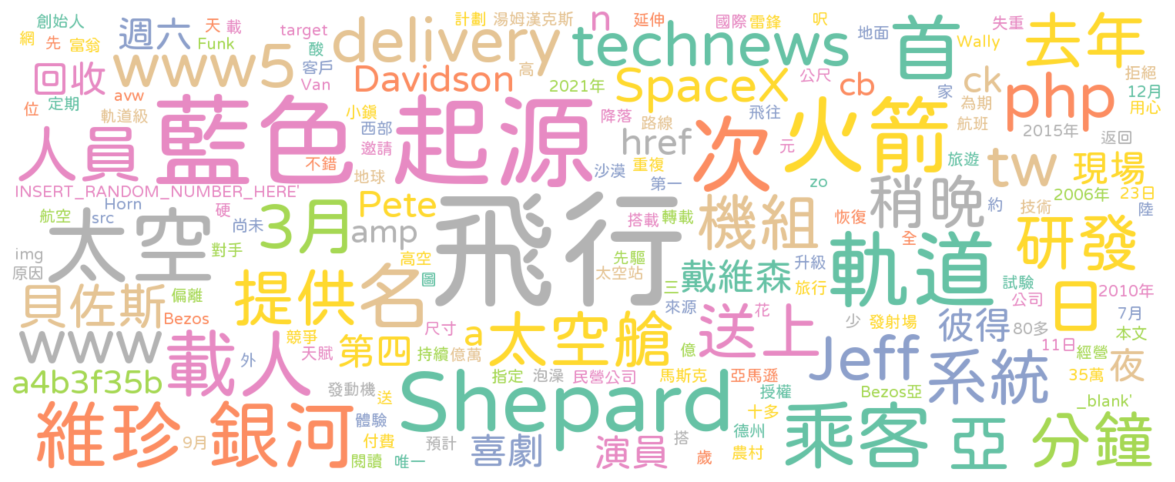 創始人 網 先 富翁 週六 天 載 Funk target 酸 客戶 Van 計劃 湯姆漢克斯 delivery n 延伸 technews 國際 雷鋒 呎 地面 首 失重 Wally 去年
回收 avw 位 定期 www5 Davidson 高 2021年 SpaceX 公尺 cb 家 ck 為期 航班 php 拒絕 12月 用心
人員 軌道級 藍色 小鎮 西部 邀請 不錯 地球 起源 降落 路線 href 重複 沙漠 第一 次 飛往 元 火箭 zo 旅遊 tw 2015年 返回 現場
INSERT_RANDOM_NUMBER_HERE' Horn 硬 航空 src 尚未 對手 太空 img 原因 3月 Pete amp 高空 圖 飛行 搭載 轉載 先驅 太空站 機組 恢復 全 稍晚 約 技術 2006年 23日 陸 研發
貝佐斯 偏離 Bezos 提供 名 三 來源 戴維森 升級 旅行 軌道 試驗 公司 日 2010年 7月 本文
www 載人 外 競爭 天賦 第四 持續 尺寸 億萬 a 太空艙 億 花 送上 少 發射場 彼得 80多 11日 經營 35萬 夜
a4b3f35b 發動機 送 指定 泡澡 民營公司 馬斯克 亞馬遜 授權 Jeff Bezos亞 系統 _blank'
維珍 9月 銀河 體驗 付費 閱讀 唯一 預計 Shepard 喜劇 演員 搭 十多 德州 農村 歲 乘客 亞 分鐘